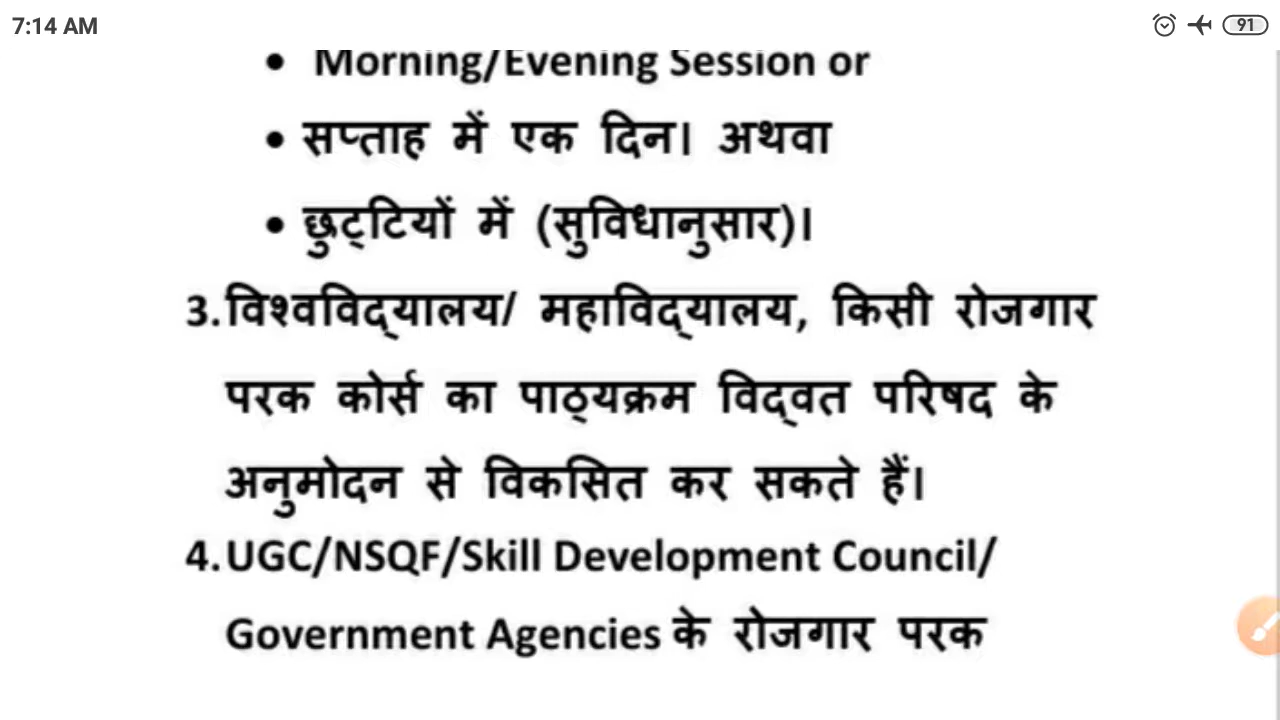 7:14 AM 91
• Morning/Evening Session or
• सप्ताह में एक दिन। अथवा
• छुट्टियों में (सुविधानुसार)।
3.विश्वविद्यालय/ महाविद्यालय, किसी रोजगार
परक कोर्स का पाठ्यक्रम विद्वत परिषद के
अनुमोदन से विकसित कर सकते हैं।
4.UGC/NSQF/Skill Development Council/
Government Agencies के रोजगार परक